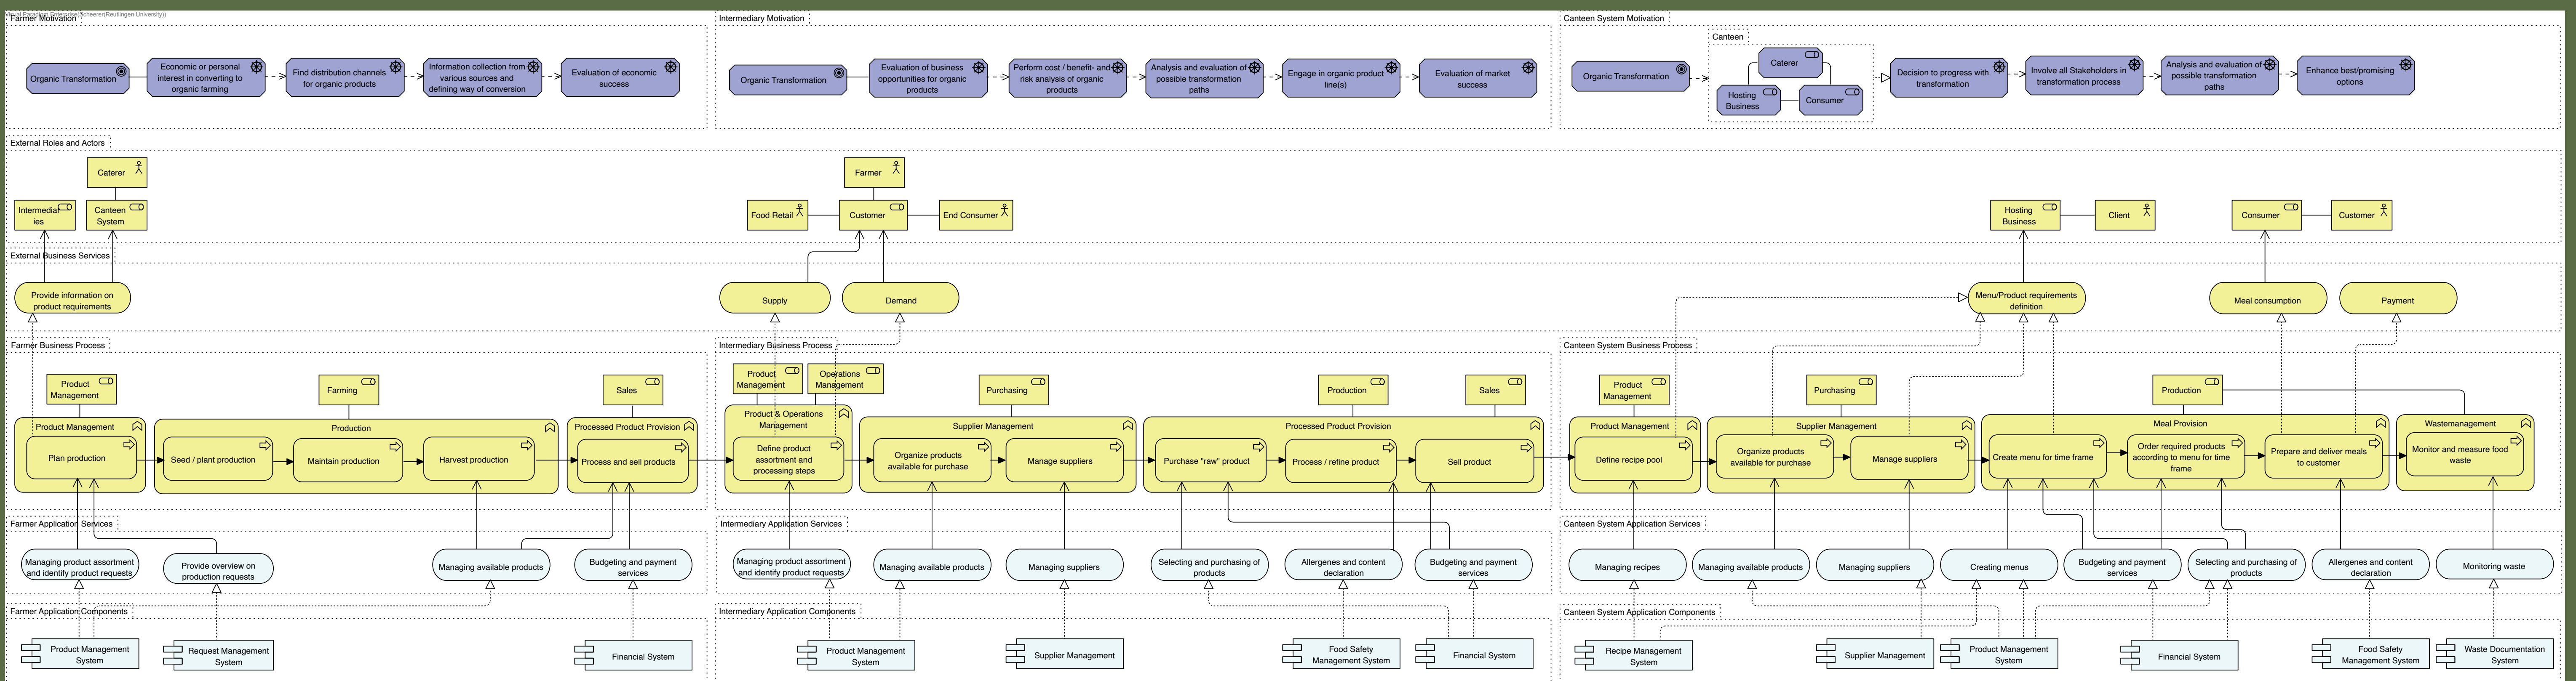 Farmer Motivation
Organic Transformation
Economic or personal
interest in converting to
organic farming
Find distribution channels
for organic products
Information collection from
various sources and
defining way of conversion
Evaluation of economic
success
Intermediary Motivation
Organic Transformation
Evaluation of business
opportunities for organic
products
Perform cost / benefit- and
risk analysis of organic
products
Analysis and evaluation of
possible transformation
paths
Engage in organic product
line(s)
Evaluation of market
success
Canteen System Motivation
Organic Transformation
Canteen
Caterer
Hosting
Business
Consumer
Decision to progress with
transformation
Involve all Stakeholders in
transformation process
Analysis and evaluation of
possible transformation
paths
Enhance best/promising
options
External Roles and Actors
Caterer
Intermediar
ies
Canteen
System
Farmer
Food Retail
Customer
End Consumer
Hosting
Business
Client
Consumer
Customer
External Business Services
Provide information on
product requirements
Supply
Demand
Menu/Product requirements
definition
Meal consumption
Payment
Farmer Business Process
Product
Management
Farming
Sales
Product Management
Plan production
Production
Seed / plant production
Maintain production
Harvest production
Processed Product Provision
Process and sell products
Intermediary Business Process
Product
Management
Operations
Management
Purchasing
Production
Sales
Product & Operations
Management
Define product
assortment and
processing steps
Supplier Management
Organize products
available for purchase
Manage suppliers
Processed Product Provision
Purchase "raw" product
Process / refine product
Sell product
Canteen System Business Process
Product
Management
Purchasing
Production
Product Management
Define recipe pool
Supplier Management
Organize products
available for purchase
Manage suppliers
Meal Provision
Create menu for time frame
Order required products
according to menu for time
frame
Prepare and deliver meals
to customer
Wastemanagement
Monitor and measure food
waste
Farmer Application Services
Managing product assortment
and identify product requests
Provide overview on
production requests
Managing available products
Budgeting and payment
services
Intermediary Application Services
Managing product assortment
and identify product requests
Managing available products
Managing suppliers
Selecting and purchasing of
products
Allergenes and content
declaration
Budgeting and payment
services
Canteen System Application Services
Managing recipes
Managing available products
Managing suppliers
Creating menus
Budgeting and payment
services
Selecting and purchasing of
products
Allergenes and content
declaration
Monitoring waste
Farmer Application Components
Product Management
System
Request Management
System
Financial System
Intermediary Application Components
Product Management
System
Supplier Management
Food Safety
Management System
Financial System
Canteen System Application Components
Recipe Management
System
Supplier Management
Product Management
System
Financial System
Food Safety
Management System
Waste Documentation
System